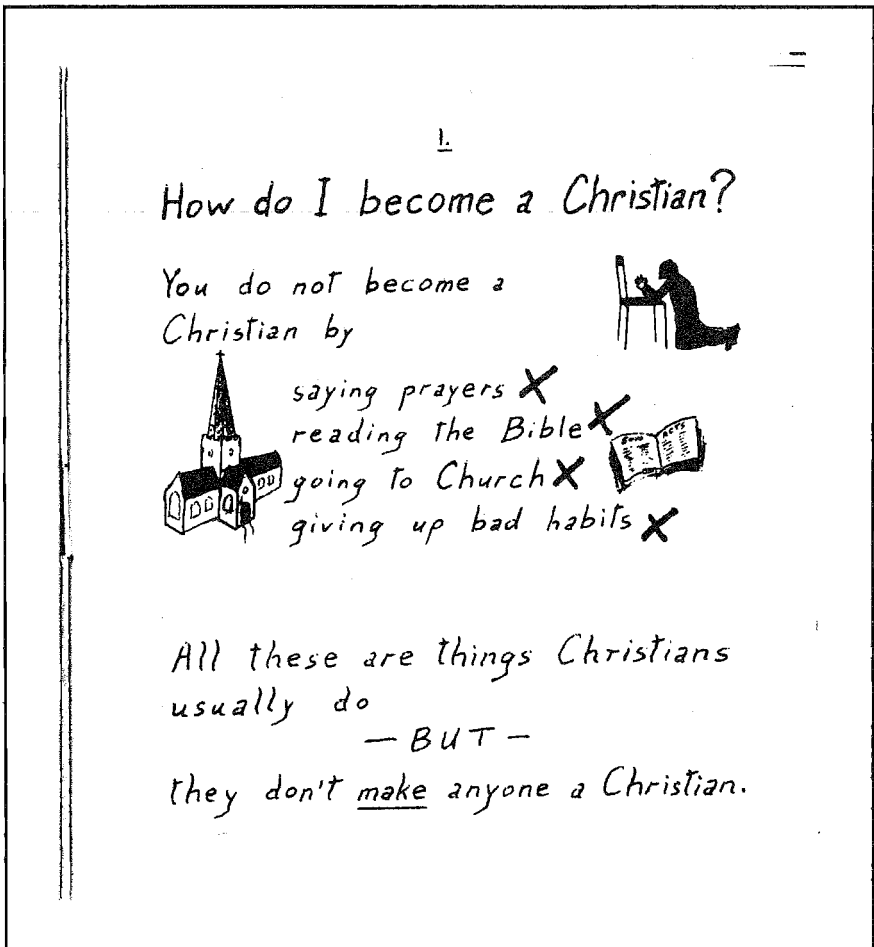 1.
How do I become a Christian?
You do not become a
Christian by
saying prayers X
reading the Bible X
going to Church X
giving up bad habits X
All these are things Christians
usually do
— BUT —
they don't make anyone a Christian.